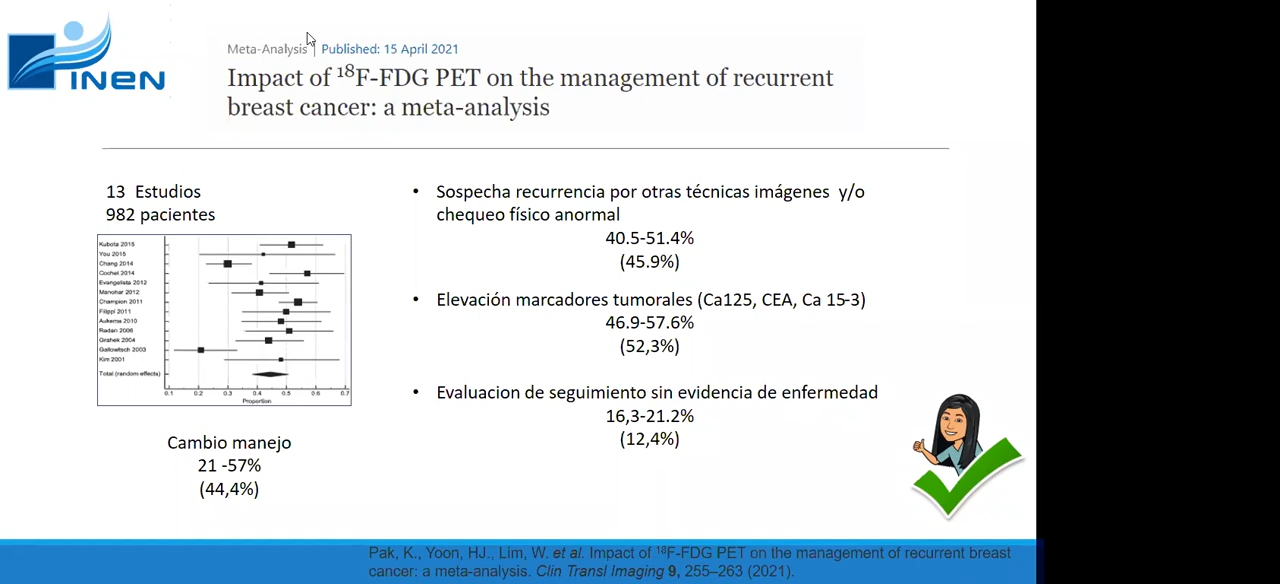 INEN
Meta-Analysis | Published: 15 April 2021
Impact of ¹⁸F-FDG PET on the management of recurrent
breast cancer: a meta-analysis
13 Estudios
982 pacientes
Kubota 2015
You 2015
Chang 2014
Cochet 2014
Evangelista 2012
Manohar 2012
Champion 2011
Filippi 2011
Aukema 2010
Radan 2006
Grahek 2004
Gallowitsch 2003
Kim 2001
Total (random effects)
0.1 0.2 0.3 0.4 0.5 0.6 0.7
Proportion
Cambio manejo
21 -57%
(44,4%)
• Sospecha recurrencia por otras técnicas imágenes y/o
chequeo físico anormal
40.5-51.4%
(45.9%)
• Elevación marcadores tumorales (Ca125, CEA, Ca 15-3)
46.9-57.6%
(52,3%)
• Evaluacion de seguimiento sin evidencia de enfermedad
16,3-21.2%
(12,4%)
Pak, K., Yoon, HJ., Lim, W. et al. Impact of ¹⁸F-FDG PET on the management of recurrent breast
cancer: a meta-analysis. Clin Transl Imaging 9, 255–263 (2021).